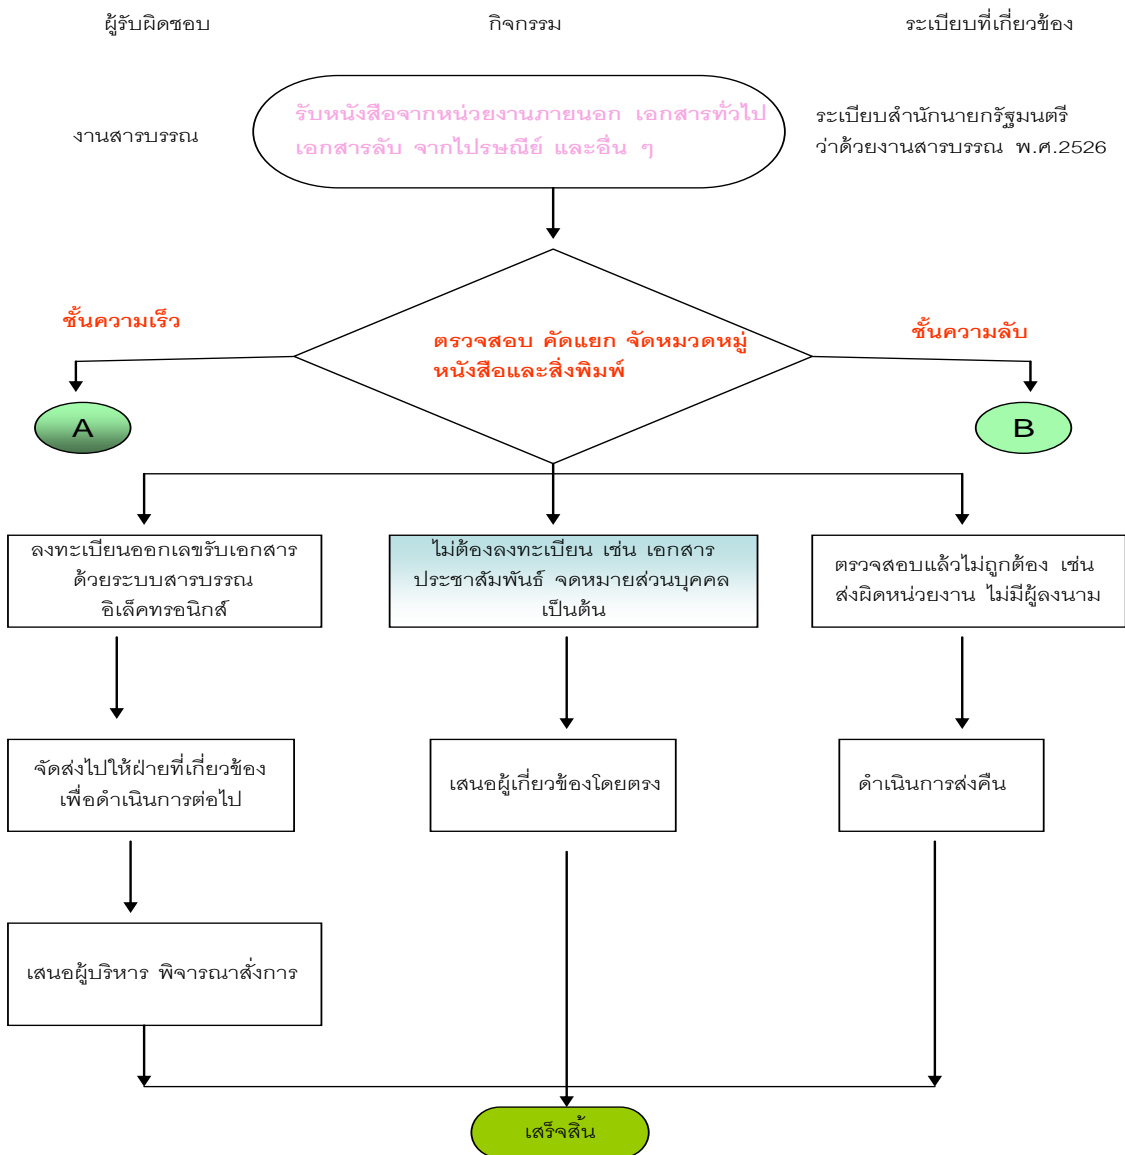 ผู้รับผิดชอบ
กิจกรรม
ระเบียบที่เกี่ยวข้อง
งานสารบรรณ
รับหนังสือจากหน่วยงานภายนอก เอกสารทั่วไป
เอกสารลับ จากไปรษณีย์ และอื่น ๆ
ระเบียบสำนักนายกรัฐมนตรี
ว่าด้วยงานสารบรรณ พ.ศ.2526
ชั้นความเร็ว
ตรวจสอบ คัดแยก จัดหมวดหมู่
หนังสือและสิ่งพิมพ์
ชั้นความลับ
A
B
ลงทะเบียนออกเลขรับเอกสาร
ด้วยระบบสารบรรณ
อิเล็คทรอนิกส์
ไม่ต้องลงทะเบียน เช่น เอกสาร
ประชาสัมพันธ์ จดหมายส่วนบุคคล
เป็นต้น
ตรวจสอบแล้วไม่ถูกต้อง เช่น
ส่งผิดหน่วยงาน ไม่มีผู้ลงนาม
จัดส่งไปให้ฝ่ายที่เกี่ยวข้อง
เพื่อดำเนินการต่อไป
เสนอผู้เกี่ยวข้องโดยตรง
ดำเนินการส่งคืน
เสนอผู้บริหาร พิจารณาสั่งการ
เสร็จสิ้น